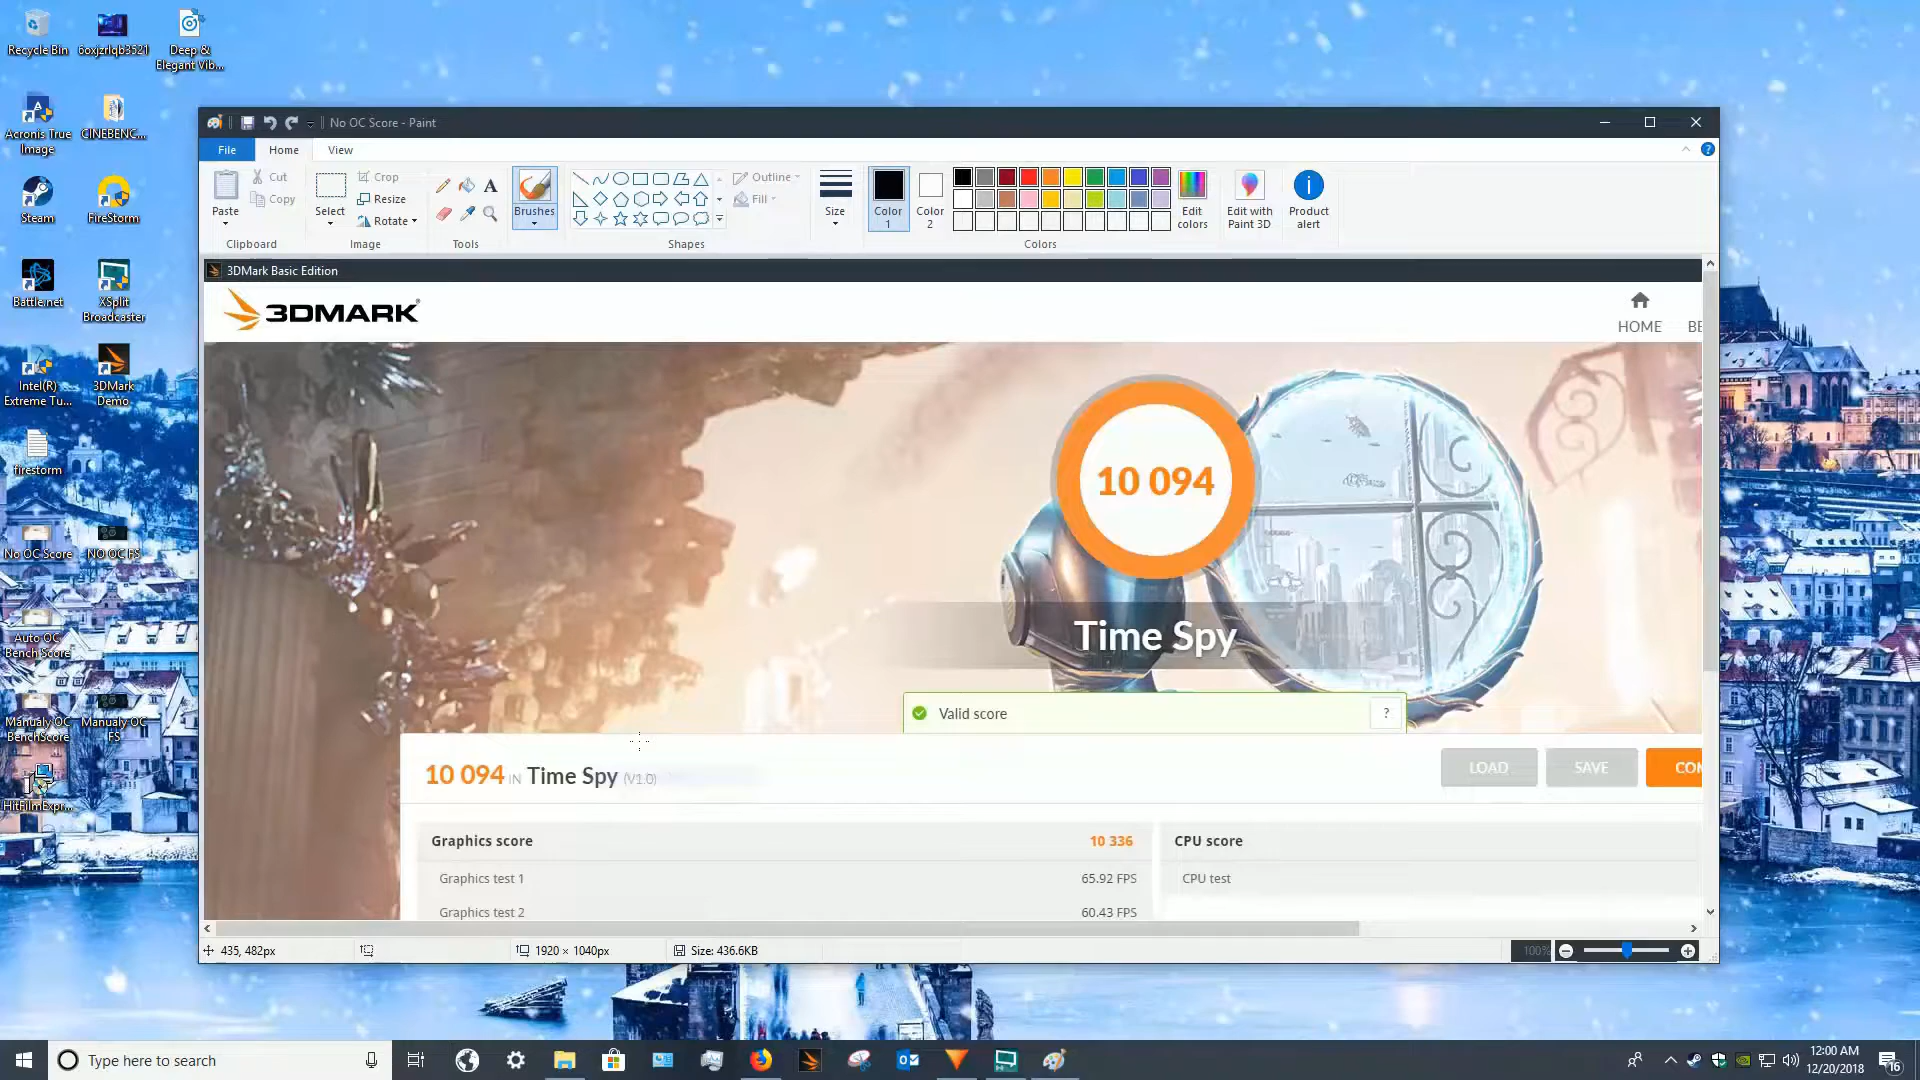 Recycle Bin
6oxjzrlqb3521
Deep &
Elegant Vib...
Acronis True
Image
CINEBENC...
Steam
FireStorm
Battle.net
XSplit
Broadcaster
Intel(R)
Extreme Tu...
3DMark
Demo
firestorm
No OC Score
NO OC FS
Auto OC
Bench Score
Manualy OC
BenchScore
Manualy OC
FS
HitFilmExpr...
No OC Score - Paint
File
Home
View
Paste
Cut
Copy
Clipboard
Select
Crop
Resize
Rotate
Image
A
Tools
Brushes
Outline
Fill
Shapes
Size
Color
1
Color
2
Edit
colors
Edit with
Paint 3D
Product
alert
Colors
3DMark Basic Edition
3DMARK
HOME
BE
10 094
Time Spy
Valid score
?
10 094 IN Time Spy (V1.0)
LOAD
SAVE
COM
Graphics score
10 336
CPU score
Graphics test 1
65.92 FPS
CPU test
Graphics test 2
60.43 FPS
435, 482px
1920 × 1040px
Size: 436.6KB
100%
Type here to search
12:00 AM
12/20/2018
16